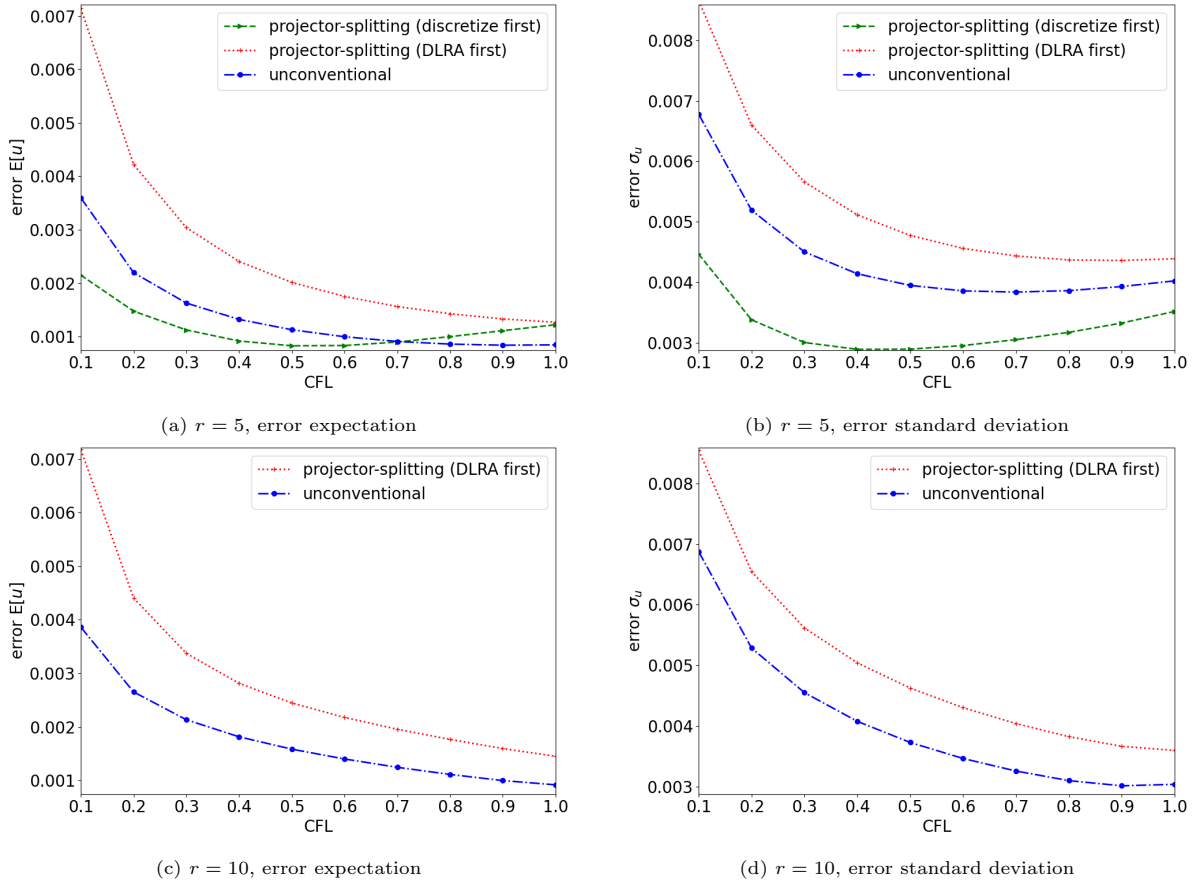 projector-splitting (discretize first)
projector-splitting (DLRA first)
unconventional
error E[u]
0.007
0.006
0.005
0.004
0.003
0.002
0.001
0.1 0.2 0.3 0.4 0.5 0.6 0.7 0.8 0.9 1.0
CFL
(a) r = 5, error expectation
projector-splitting (discretize first)
projector-splitting (DLRA first)
unconventional
error σu
0.008
0.007
0.006
0.005
0.004
0.003
0.1 0.2 0.3 0.4 0.5 0.6 0.7 0.8 0.9 1.0
CFL
(b) r = 5, error standard deviation
projector-splitting (DLRA first)
unconventional
error E[u]
0.007
0.006
0.005
0.004
0.003
0.002
0.001
0.1 0.2 0.3 0.4 0.5 0.6 0.7 0.8 0.9 1.0
CFL
(c) r = 10, error expectation
projector-splitting (DLRA first)
unconventional
error σu
0.008
0.007
0.006
0.005
0.004
0.003
0.1 0.2 0.3 0.4 0.5 0.6 0.7 0.8 0.9 1.0
CFL
(d) r = 10, error standard deviation